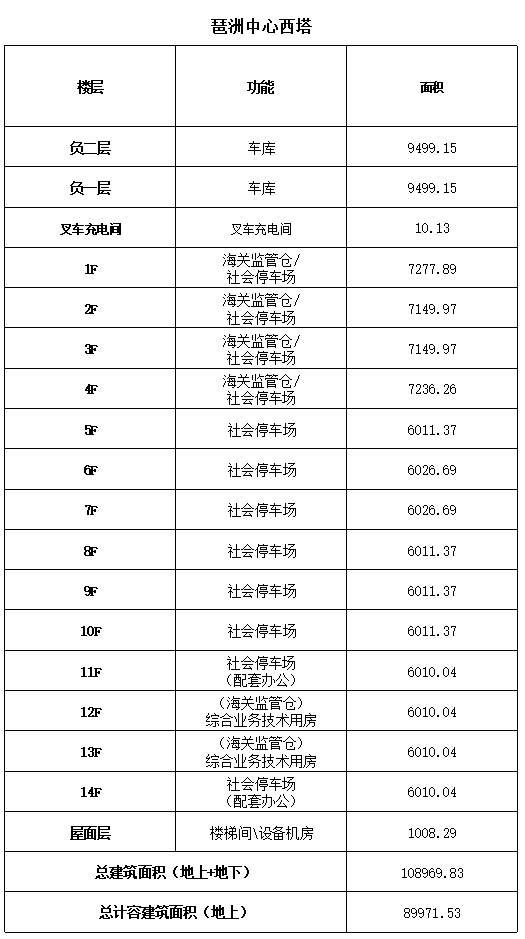 琶洲中心西塔
楼层 功能 面积
负二层 车库 9499.15
负一层 车库 9499.15
叉车充电间 叉车充电间 10.13
1F 海关监管仓/
社会停车场 7277.89
2F 海关监管仓/
社会停车场 7149.97
3F 海关监管仓/
社会停车场 7149.97
4F 海关监管仓/
社会停车场 7236.26
5F 社会停车场 6011.37
6F 社会停车场 6026.69
7F 社会停车场 6026.69
8F 社会停车场 6011.37
9F 社会停车场 6011.37
10F 社会停车场 6011.37
11F 社会停车场
（配套办公） 6010.04
12F （海关监管仓）
综合业务技术用房 6010.04
13F （海关监管仓）
综合业务技术用房 6010.04
14F 社会停车场
（配套办公） 6010.04
屋面层 楼梯间\设备机房 1008.29
总建筑面积（地上+地下） 108969.83
总计容建筑面积（地上） 89971.53